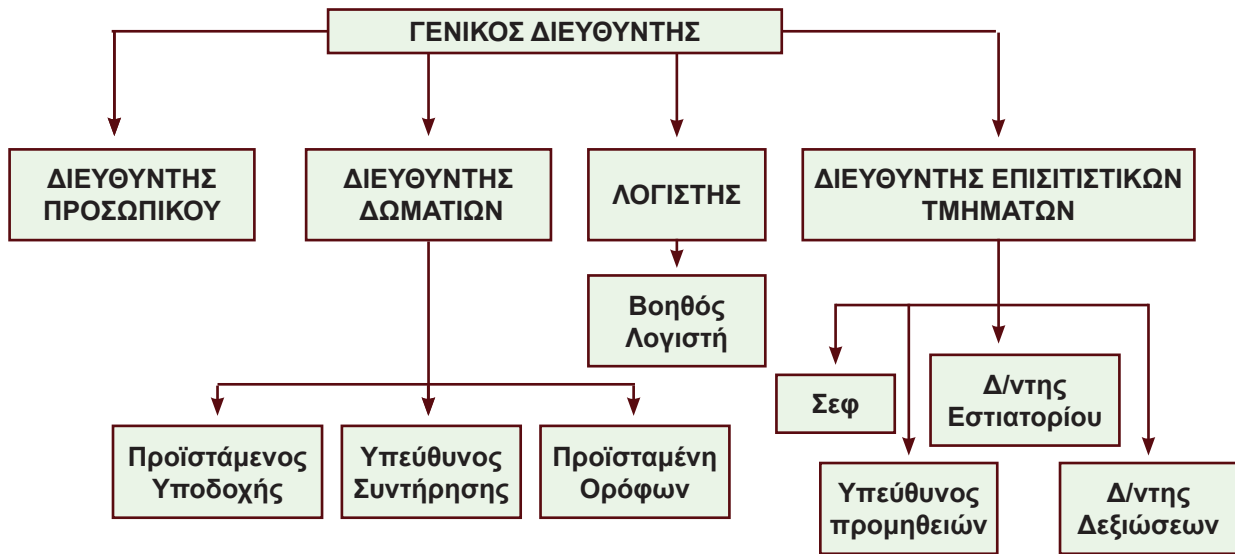 ΓΕΝΙΚΟΣ ΔΙΕΥΘΥΝΤΗΣ
ΔΙΕΥΘΥΝΤΗΣ
ΠΡΟΣΩΠΙΚΟΥ
ΔΙΕΥΘΥΝΤΗΣ
ΔΩΜΑΤΙΩΝ
ΛΟΓΙΣΤΗΣ
ΔΙΕΥΘΥΝΤΗΣ ΕΠΙΣΙΤΙΣΤΙΚΩΝ
ΤΜΗΜΑΤΩΝ
Βοηθός
Λογιστή
Σεφ
Δ/ντης
Εστιατορίου
Προϊστάμενος
Υποδοχής
Υπεύθυνος
Συντήρησης
Προϊσταμένη
Ορόφων
Υπεύθυνος
προμηθειών
Δ/ντης
Δεξιώσεων